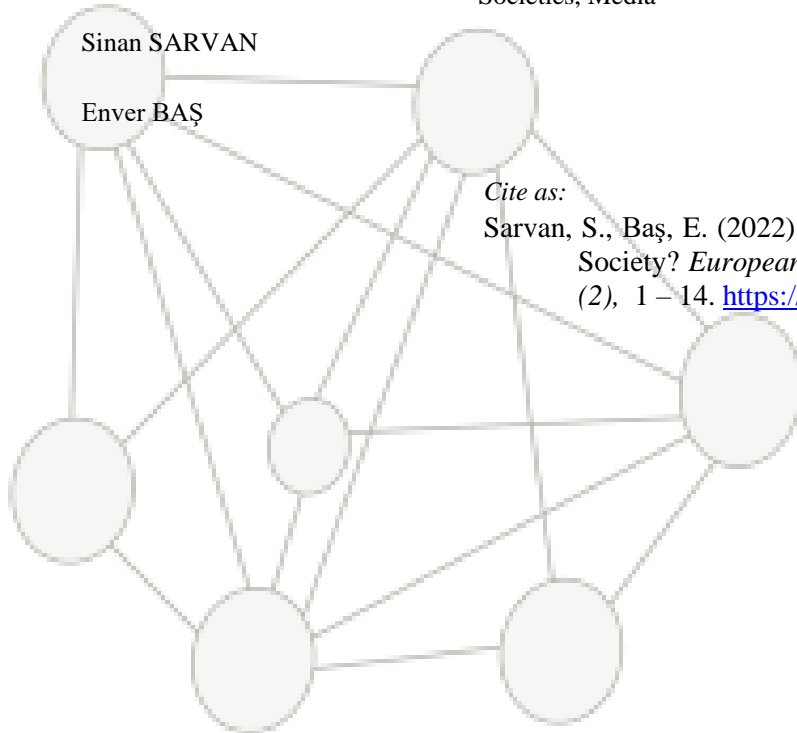 Societies, Media
Sinan SARVAN
Enver BAŞ
Cite as:
Sarvan, S., Baş, E. (2022)
Society? European
(2), 1 – 14. https:/